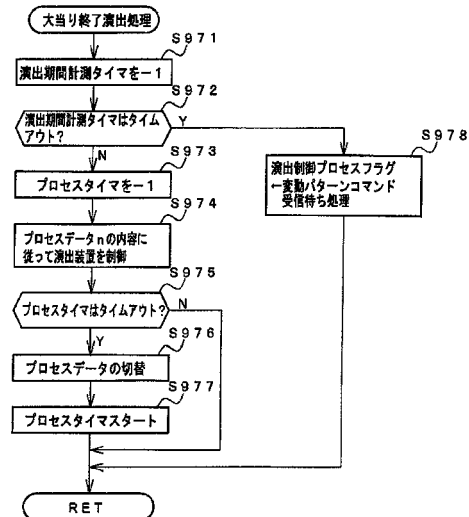 大当り終了演出処理
S971
演出期間計測タイマを－1
S972
演出期間計測タイマはタイム
アウト？
Y
N
S973
プロセスタイマを－1
S974
プロセスデータnの内容に
従って演出装置を制御
S975
プロセスタイマはタイムアウト？
N
Y
S976
プロセスデータの切替
S977
プロセスタイマスタート
S978
演出制御プロセスフラグ
←変動パターンコマンド
受信待ち処理
RET